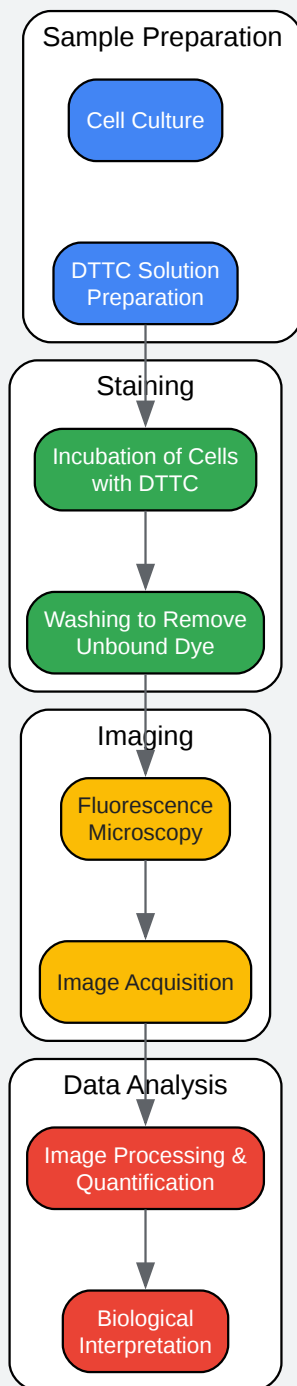 Sample Preparation
Cell Culture
DTTC Solution
Preparation
Staining
Incubation of Cells
with DTTC
Washing to Remove
Unbound Dye
Imaging
Fluorescence
Microscopy
Image Acquisition
Data Analysis
Image Processing &
Quantification
Biological
Interpretation